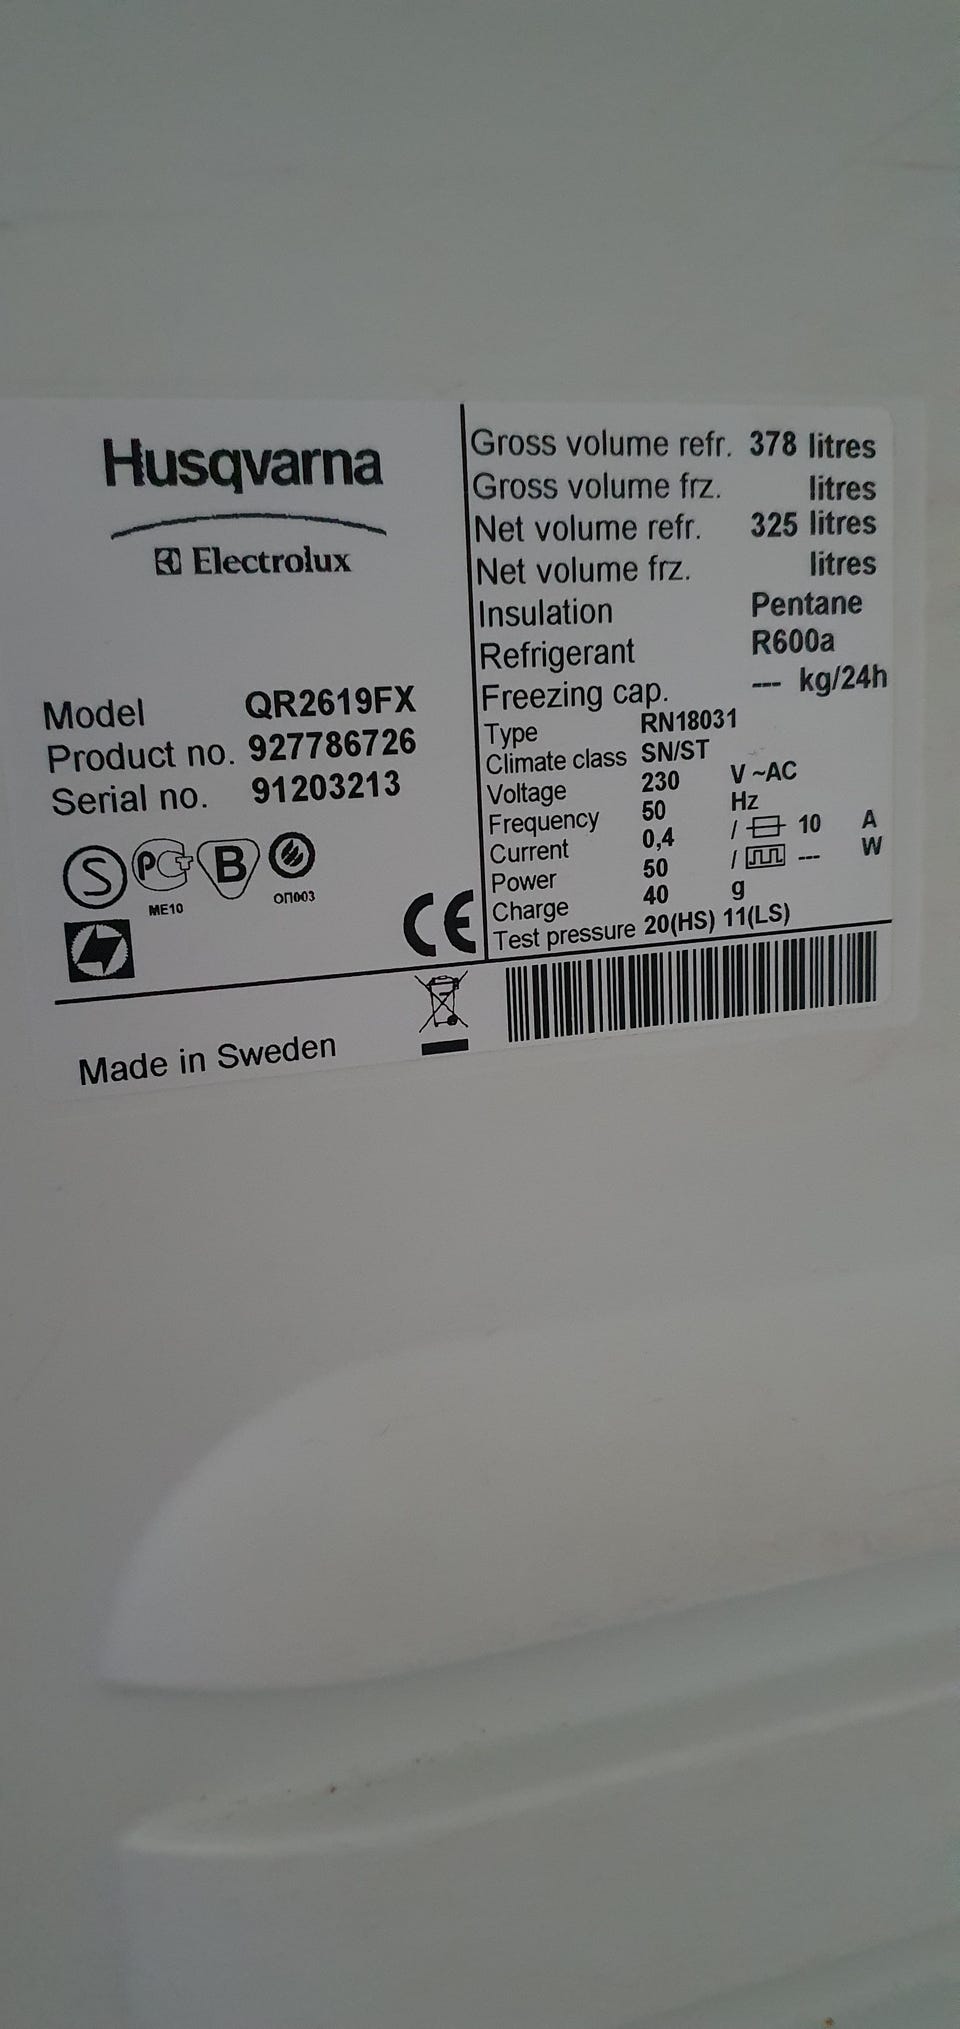 Husqvarna
Electrolux
Model QR2619FX
Product no. 927786726
Serial no. 91203213
S PCT B
ME10 ОП003
CE
Made in Sweden
Gross volume refr. 378 litres
Gross volume frz. litres
Net volume refr. 325 litres
Net volume frz. litres
Insulation Pentane
Refrigerant R600a
Freezing cap. --- kg/24h
Type RN18031
Climate class SN/ST
Voltage 230 V ~AC
Frequency 50 Hz
Current 0,4 / 10 A
Power 50 / --- W
Charge 40 g
Test pressure 20(HS) 11(LS)